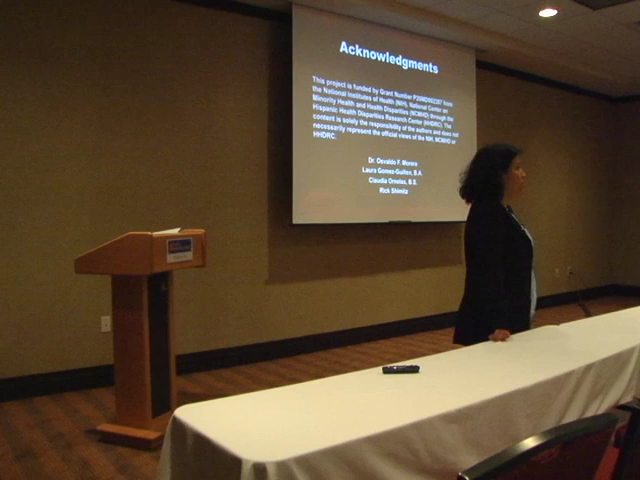 Acknowledgments
This project is funded by Grant Number P20MD002287 from
the National Institutes of Health (NIH), National Center on
Minority Health and Health Disparities (NCMHD) through the
Hispanic Health Disparities Research Center (HHDRC). The
content is solely the responsibility of the authors and does not
necessarily represent the official views of the NIH, NCMHD or
HHDRC.
Dr. Osvaldo F. Morera
Laura Gomez-Guillen, B.A.
Claudia Ornelas, B.S.
Rick Shimitz